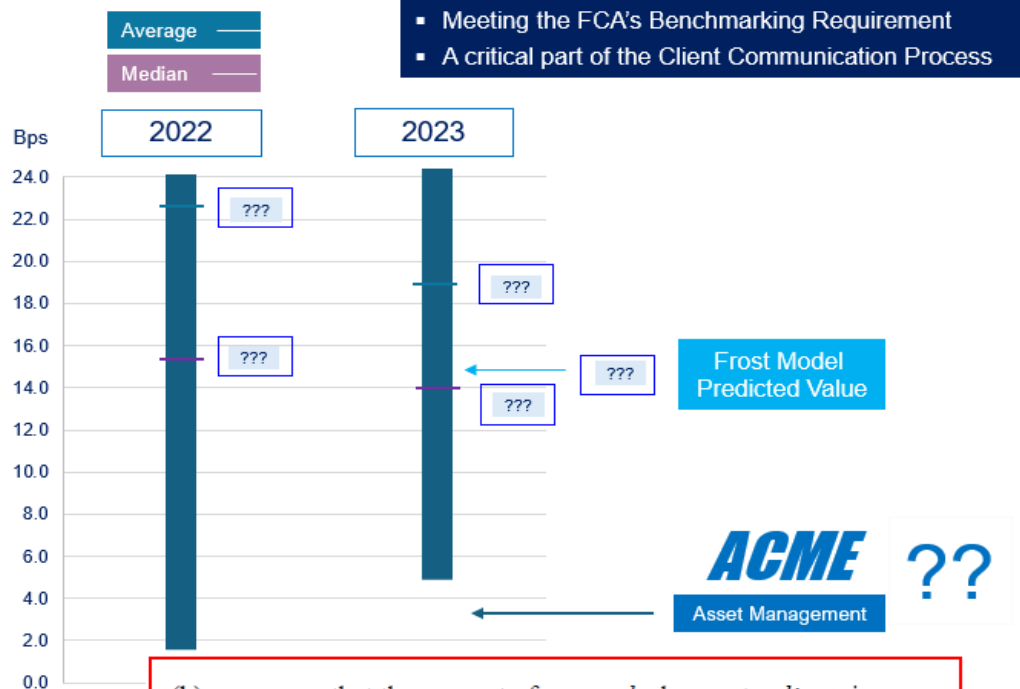 Average
Median
▪ Meeting the FCA's Benchmarking Requirement
▪ A critical part of the Client Communication Process
Bps
2022
2023
24.0
22.0
???
20.0
???
18.0
16.0
???
???
Frost Model
Predicted Value
14.0
???
12.0
10.0
8.0
6.0
ACME
??
4.0
Asset Management
2.0
0.0